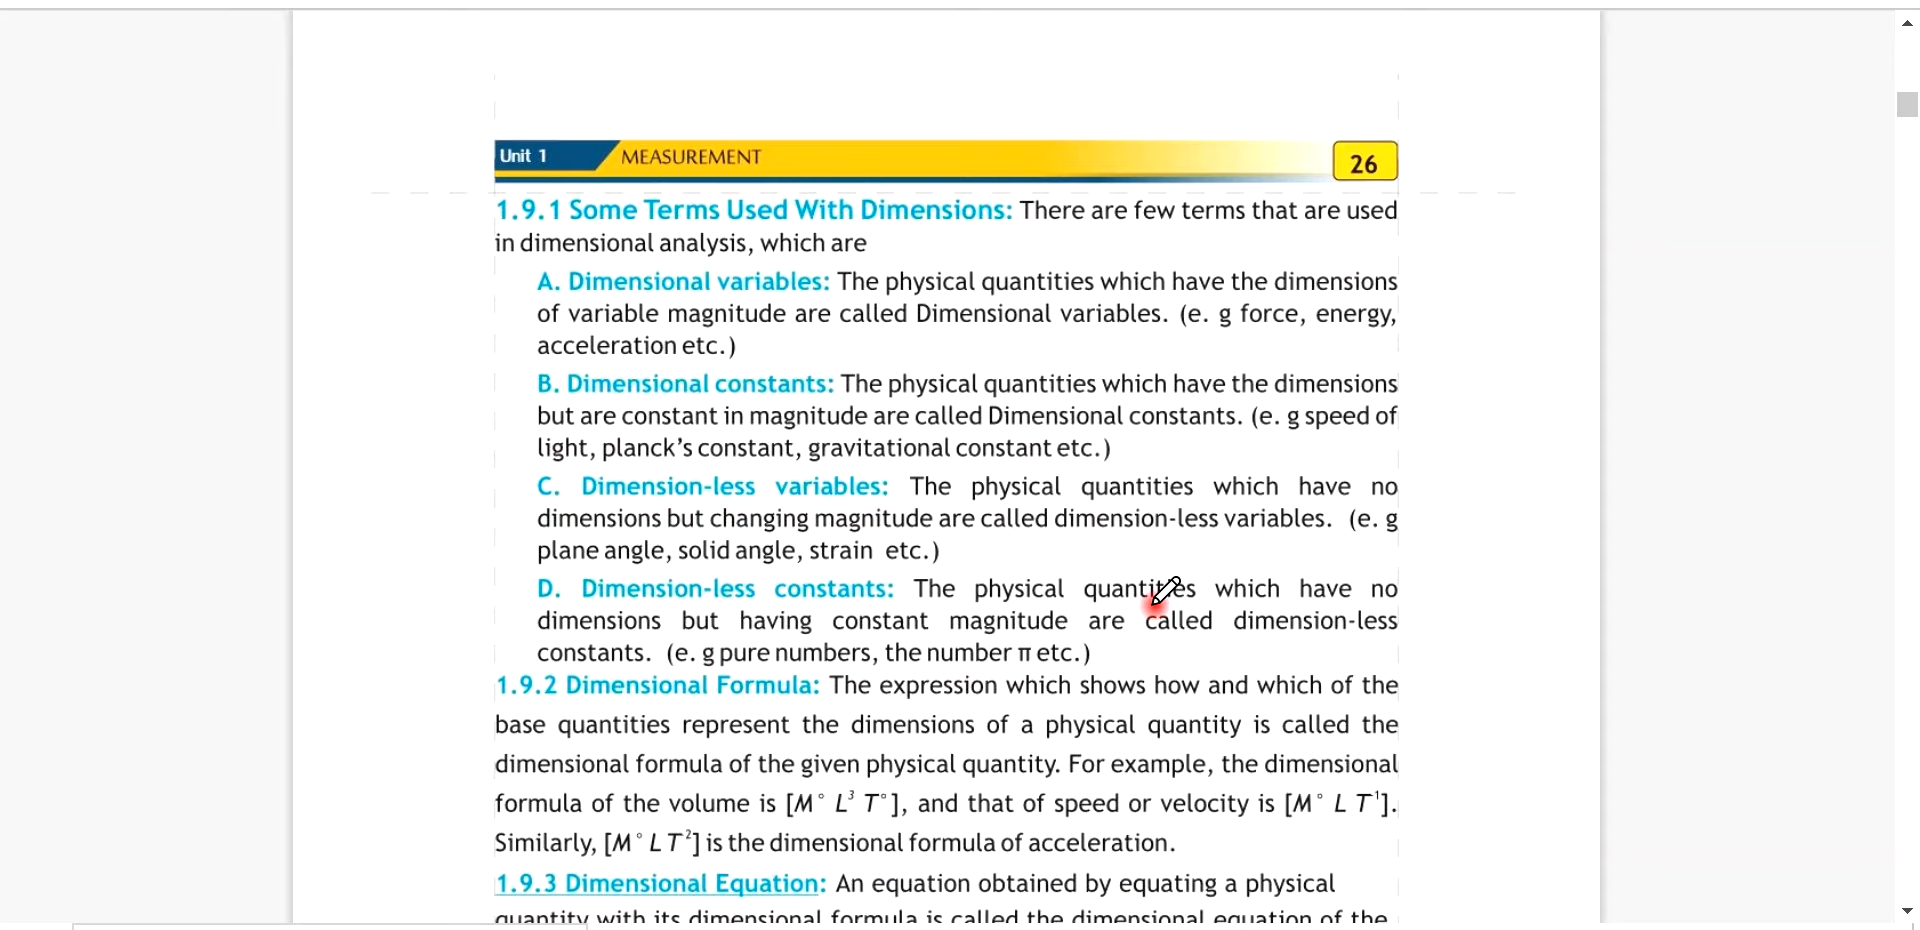 Unit 1 MEASUREMENT 26
1.9.1 Some Terms Used With Dimensions: There are few terms that are used
in dimensional analysis, which are
A. Dimensional variables: The physical quantities which have the dimensions
of variable magnitude are called Dimensional variables. (e. g force, energy,
acceleration etc.)
B. Dimensional constants: The physical quantities which have the dimensions
but are constant in magnitude are called Dimensional constants. (e. g speed of
light, planck’s constant, gravitational constant etc.)
C. Dimension-less variables: The physical quantities which have no
dimensions but changing magnitude are called dimension-less variables. (e. g
plane angle, solid angle, strain etc.)
D. Dimension-less constants: The physical quantities which have no
dimensions but having constant magnitude are called dimension-less
constants. (e. g pure numbers, the number π etc.)
1.9.2 Dimensional Formula: The expression which shows how and which of the
base quantities represent the dimensions of a physical quantity is called the
dimensional formula of the given physical quantity. For example, the dimensional
formula of the volume is [M° L³ T°], and that of speed or velocity is [M° L T¹].
Similarly, [M° L T²] is the dimensional formula of acceleration.
1.9.3 Dimensional Equation: An equation obtained by equating a physical
quantity with its dimensional formula is called the dimensional equation of the